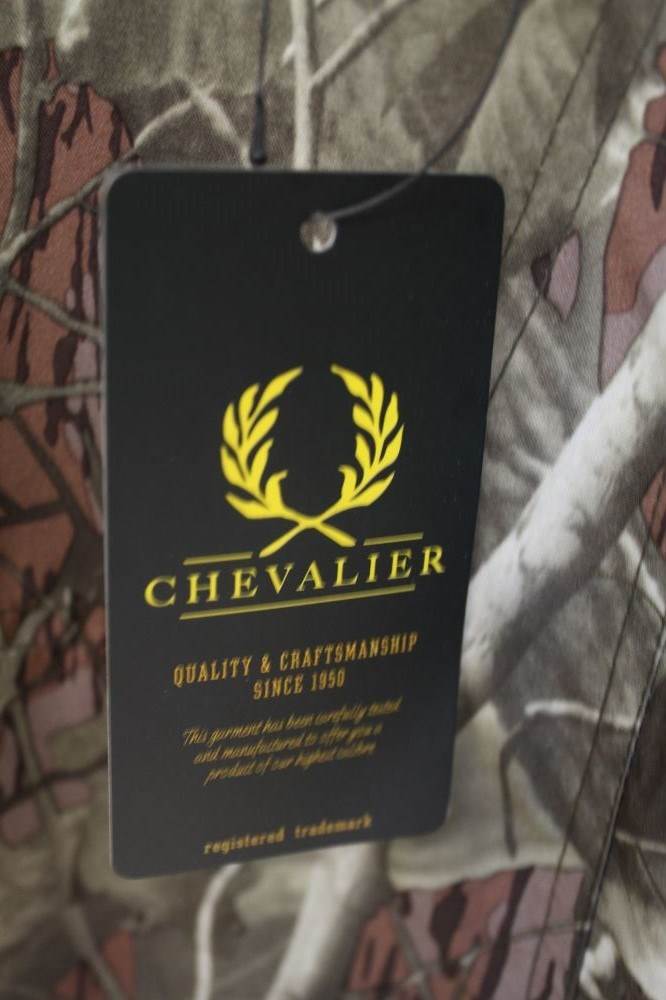 CHEVALIER
QUALITY & CRAFTSMANSHIP
SINCE 1950
This garment has been carefully tested
and manufactured to offer you a
product of our highest calibre
registered trademark